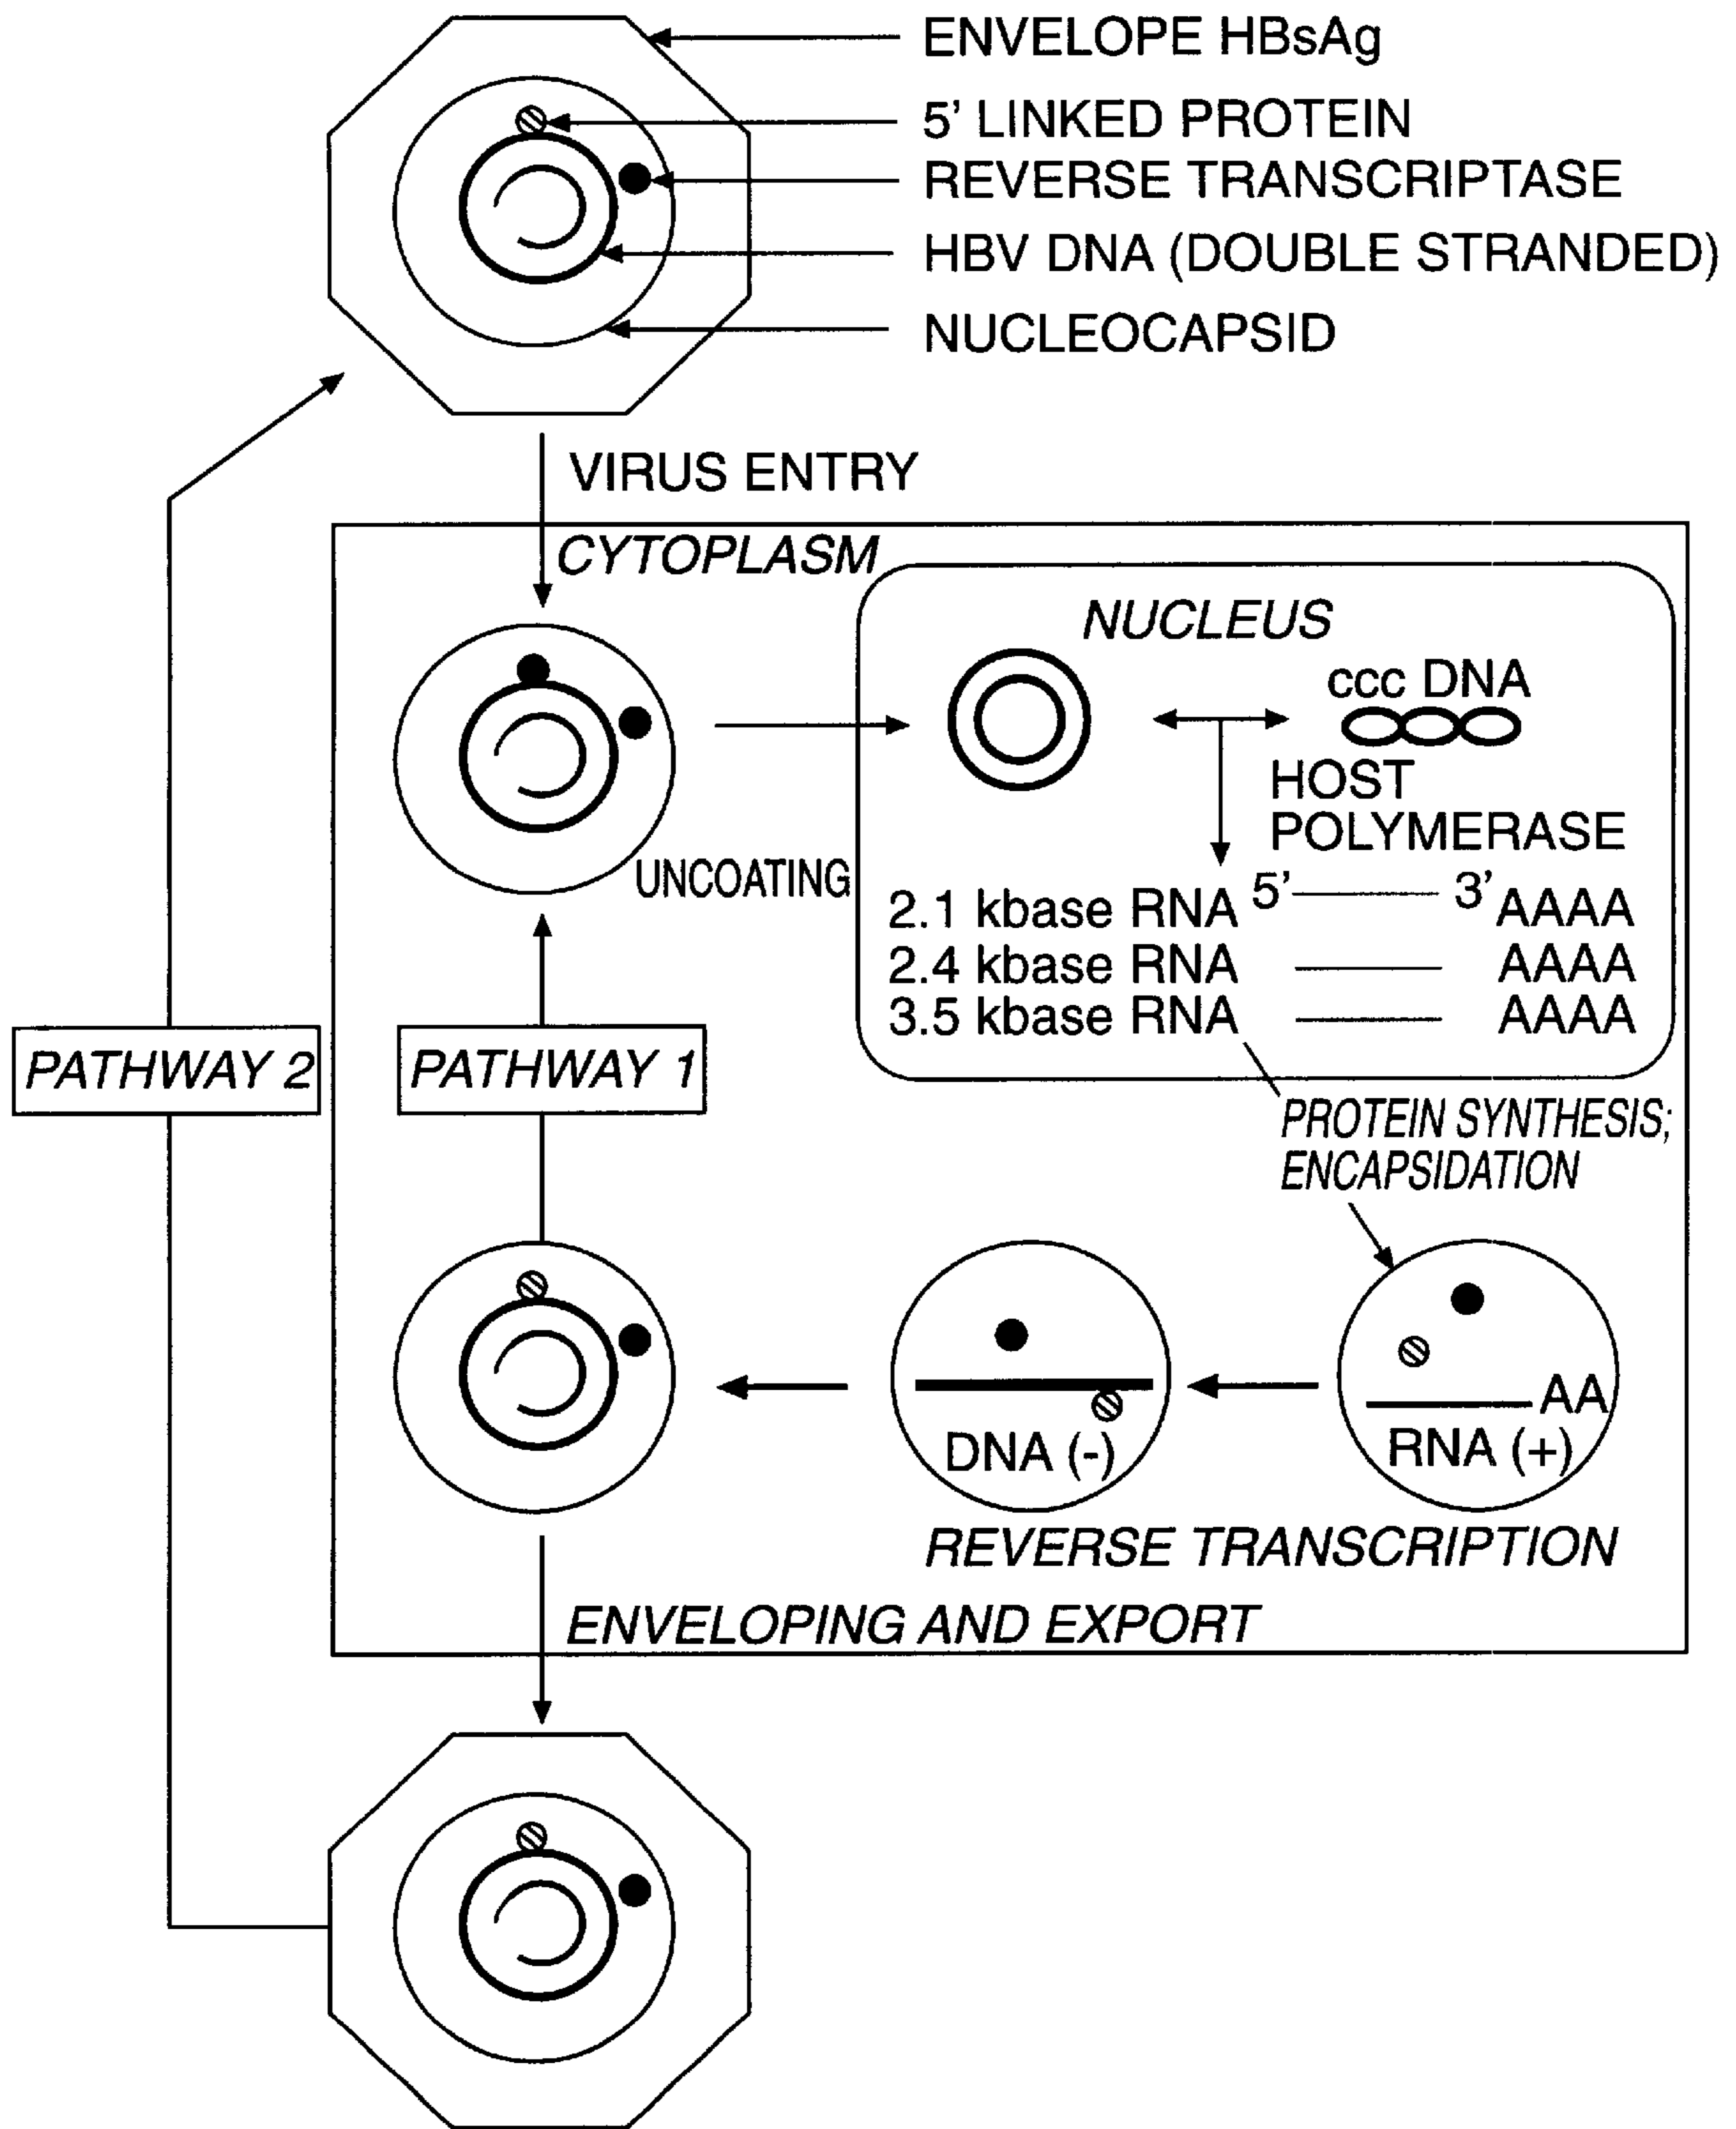 ENVELOPE HBsAg
5' LINKED PROTEIN
REVERSE TRANSCRIPTASE
HBV DNA (DOUBLE STRANDED)
NUCLEOCAPSID
VIRUS ENTRY
CYTOPLASM
NUCLEUS
ccc DNA
HOST
POLYMERASE
UNCOATING
2.1 kbase RNA 5' 3' AAAA
2.4 kbase RNA AAAA
3.5 kbase RNA AAAA
PATHWAY 2
PATHWAY 1
PROTEIN SYNTHESIS;
ENCAPSIDATION
AA
DNA (-)
RNA (+)
REVERSE TRANSCRIPTION
ENVELOPING AND EXPORT